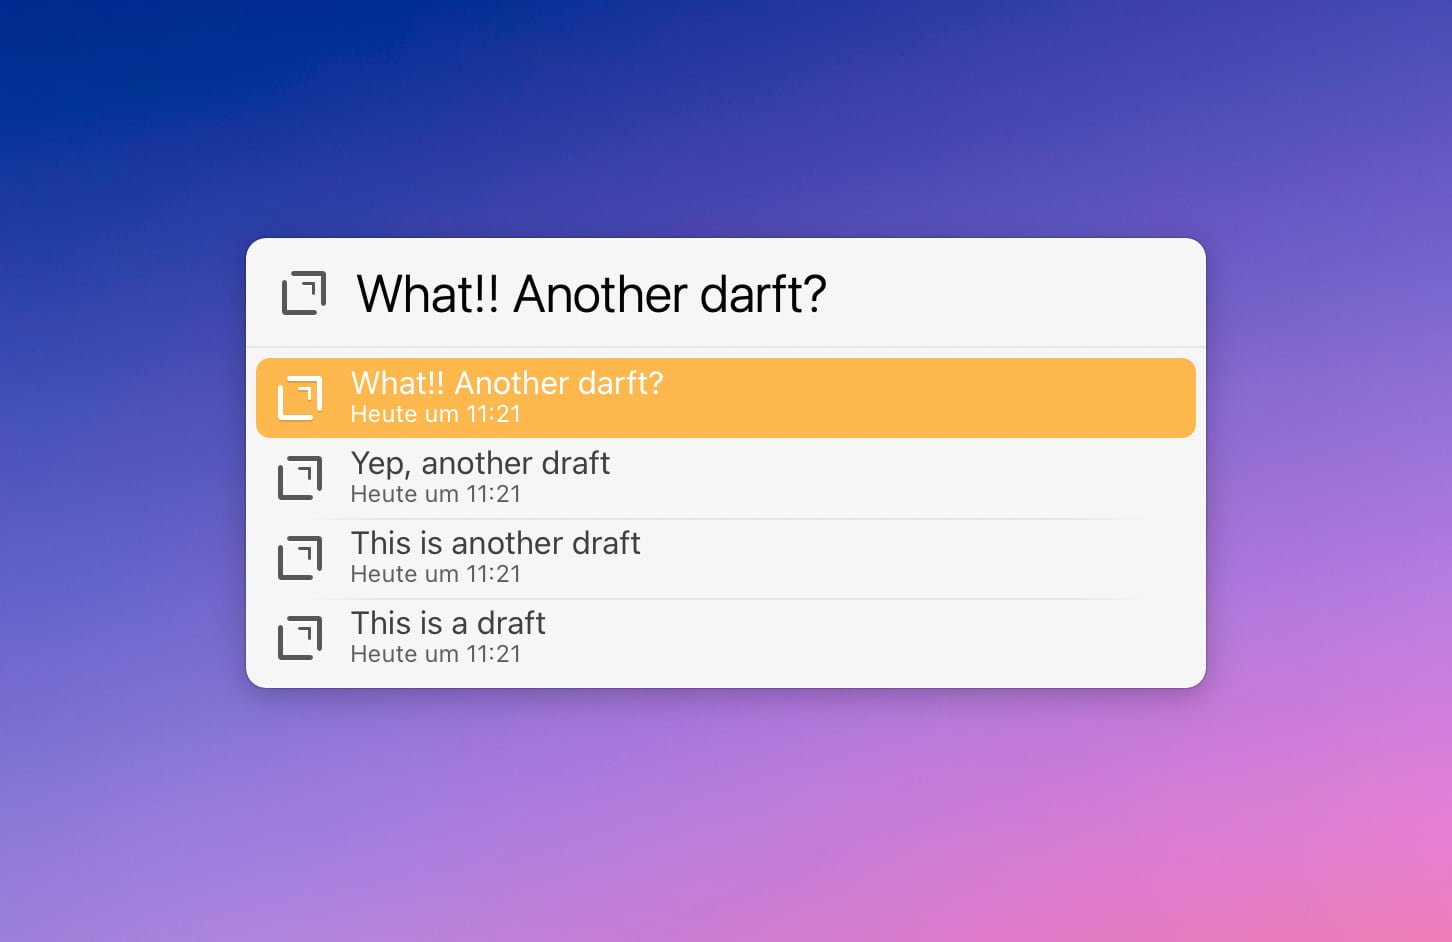 What!! Another darft?
What!! Another darft?
Heute um 11:21
Yep, another draft
Heute um 11:21
This is another draft
Heute um 11:21
This is a draft
Heute um 11:21